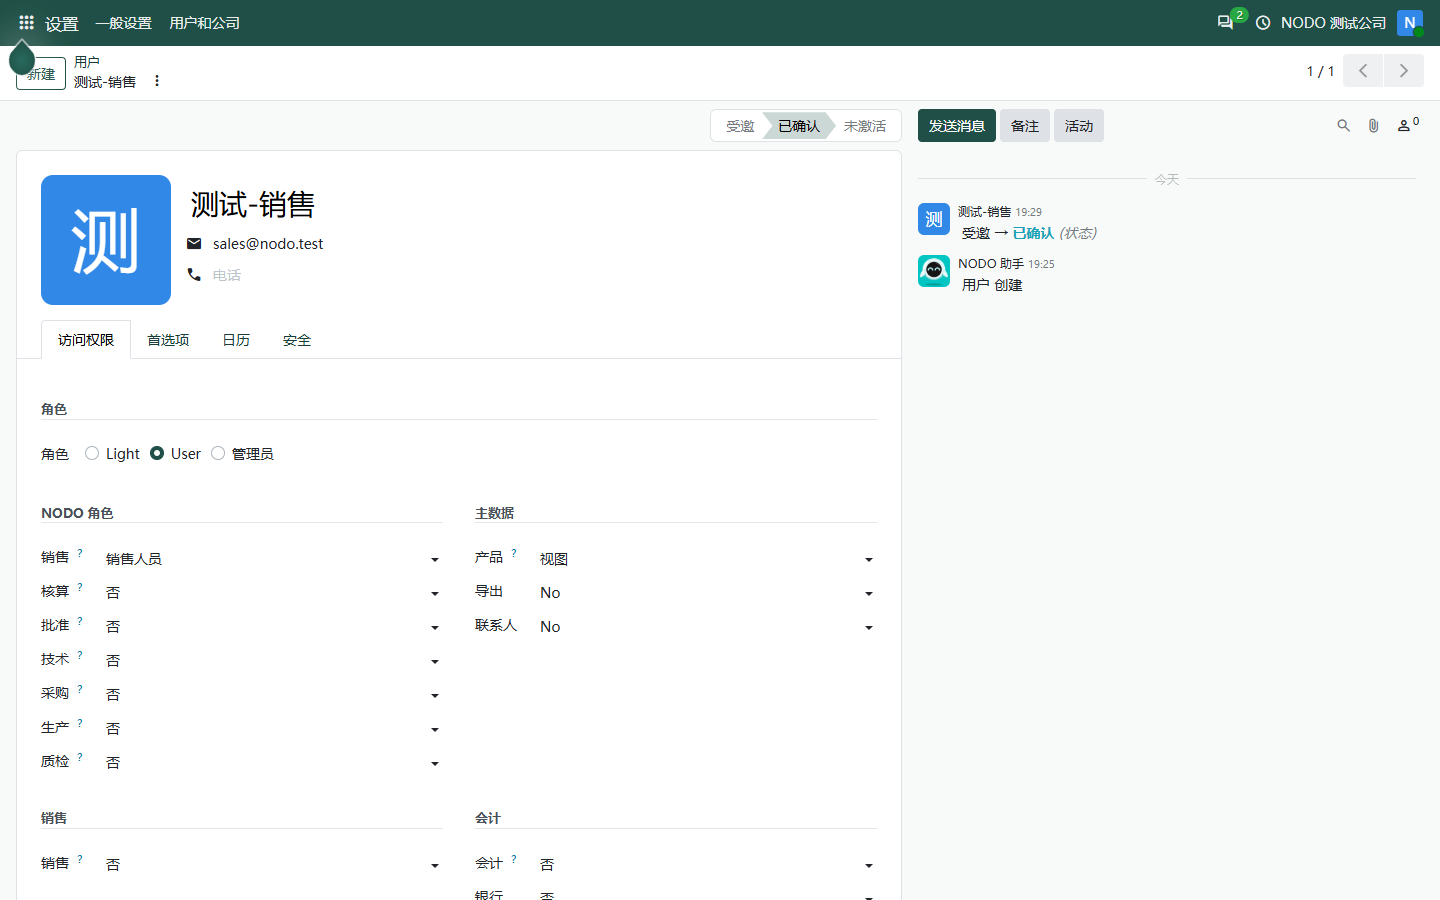 设置 一般设置 用户和公司 2 NODO 测试公司 N
新建 用户
测试-销售 1 / 1
受邀 已确认 未激活 发送消息 备注 活动 0
今天
测 测试-销售
sales@nodo.test
电话
测 测试-销售 19:29
受邀 → 已确认 (状态)
NODO 助手 19:25
用户 创建
访问权限 首选项 日历 安全
角色
角色 Light User 管理员
NODO 角色
销售 ? 销售人员
核算 ? 否
批准 ? 否
技术 ? 否
采购 ? 否
生产 ? 否
质检 ? 否
主数据
产品 ? 视图
导出 No
联系人 No
销售
销售 ? 否
会计
会计 ? 否
银行 否